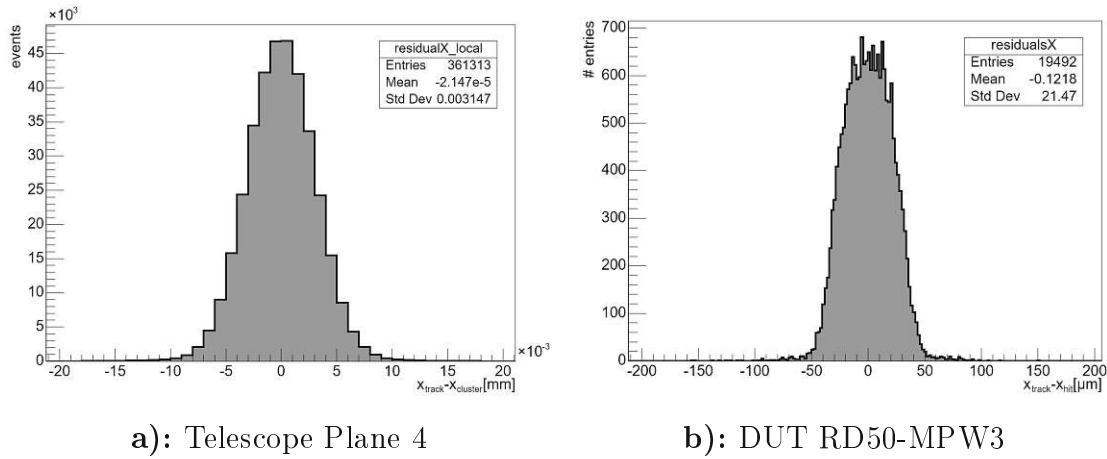 ×10³
events
45
40
35
30
25
20
15
10
5
0
-20 -15 -10 -5 0 5 10 15 20
×10⁻³
x_track-x_cluster[mm]
residualX_local
Entries 361313
Mean -2.147e-5
Std Dev 0.003147
# entries
700
600
500
400
300
200
100
0
-200 -150 -100 -50 0 50 100 150 200
x_track-x_hit[µm]
residualsX
Entries 19492
Mean -0.1218
Std Dev 21.47
a): Telescope Plane 4
b): DUT RD50-MPW3